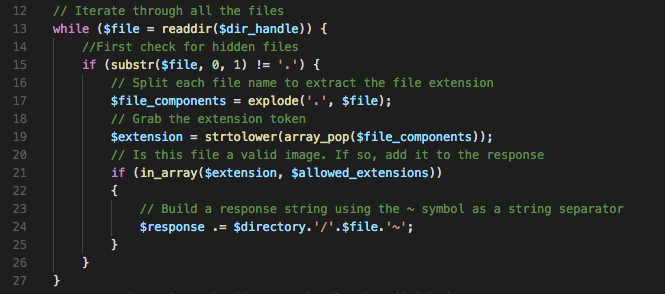 12 // Iterate through all the files
13 while ($file = readdir($dir_handle)) {
14 //First check for hidden files
15 if (substr($file, 0, 1) != '.') {
16 // Split each file name to extract the file extension
17 $file_components = explode('.', $file);
18 // Grab the extension token
19 $extension = strtolower(array_pop($file_components));
20 // Is this file a valid image. If so, add it to the response
21 if (in_array($extension, $allowed_extensions))
22 {
23 // Build a response string using the ~ symbol as a string separator
24 $response .= $directory.'/'.$file.'~';
25 }
26 }
27 }